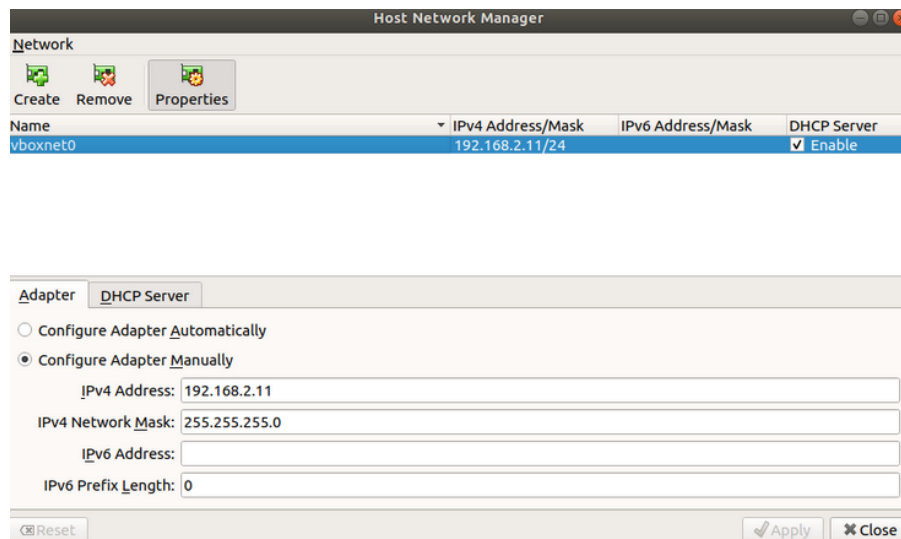 Host Network Manager
Network
Create Remove Properties
Name IPv4 Address/Mask IPv6 Address/Mask DHCP Server
vboxnet0 192.168.2.11/24 Enable
Adapter DHCP Server
Configure Adapter Automatically
Configure Adapter Manually
IPv4 Address: 192.168.2.11
IPv4 Network Mask: 255.255.255.0
IPv6 Address:
IPv6 Prefix Length: 0
Reset Apply Close